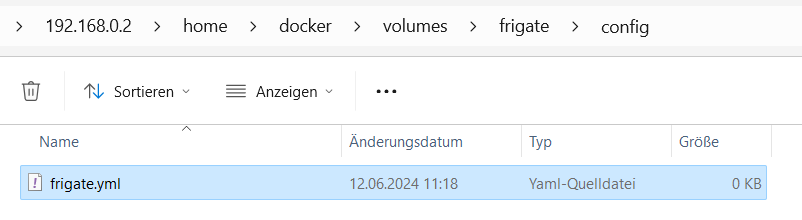 192.168.0.2 > home > docker > volumes > frigate > config
Sortieren Anzeigen
Name Änderungsdatum Typ Größe
frigate.yml 12.06.2024 11:18 Yaml-Quelldatei 0 KB